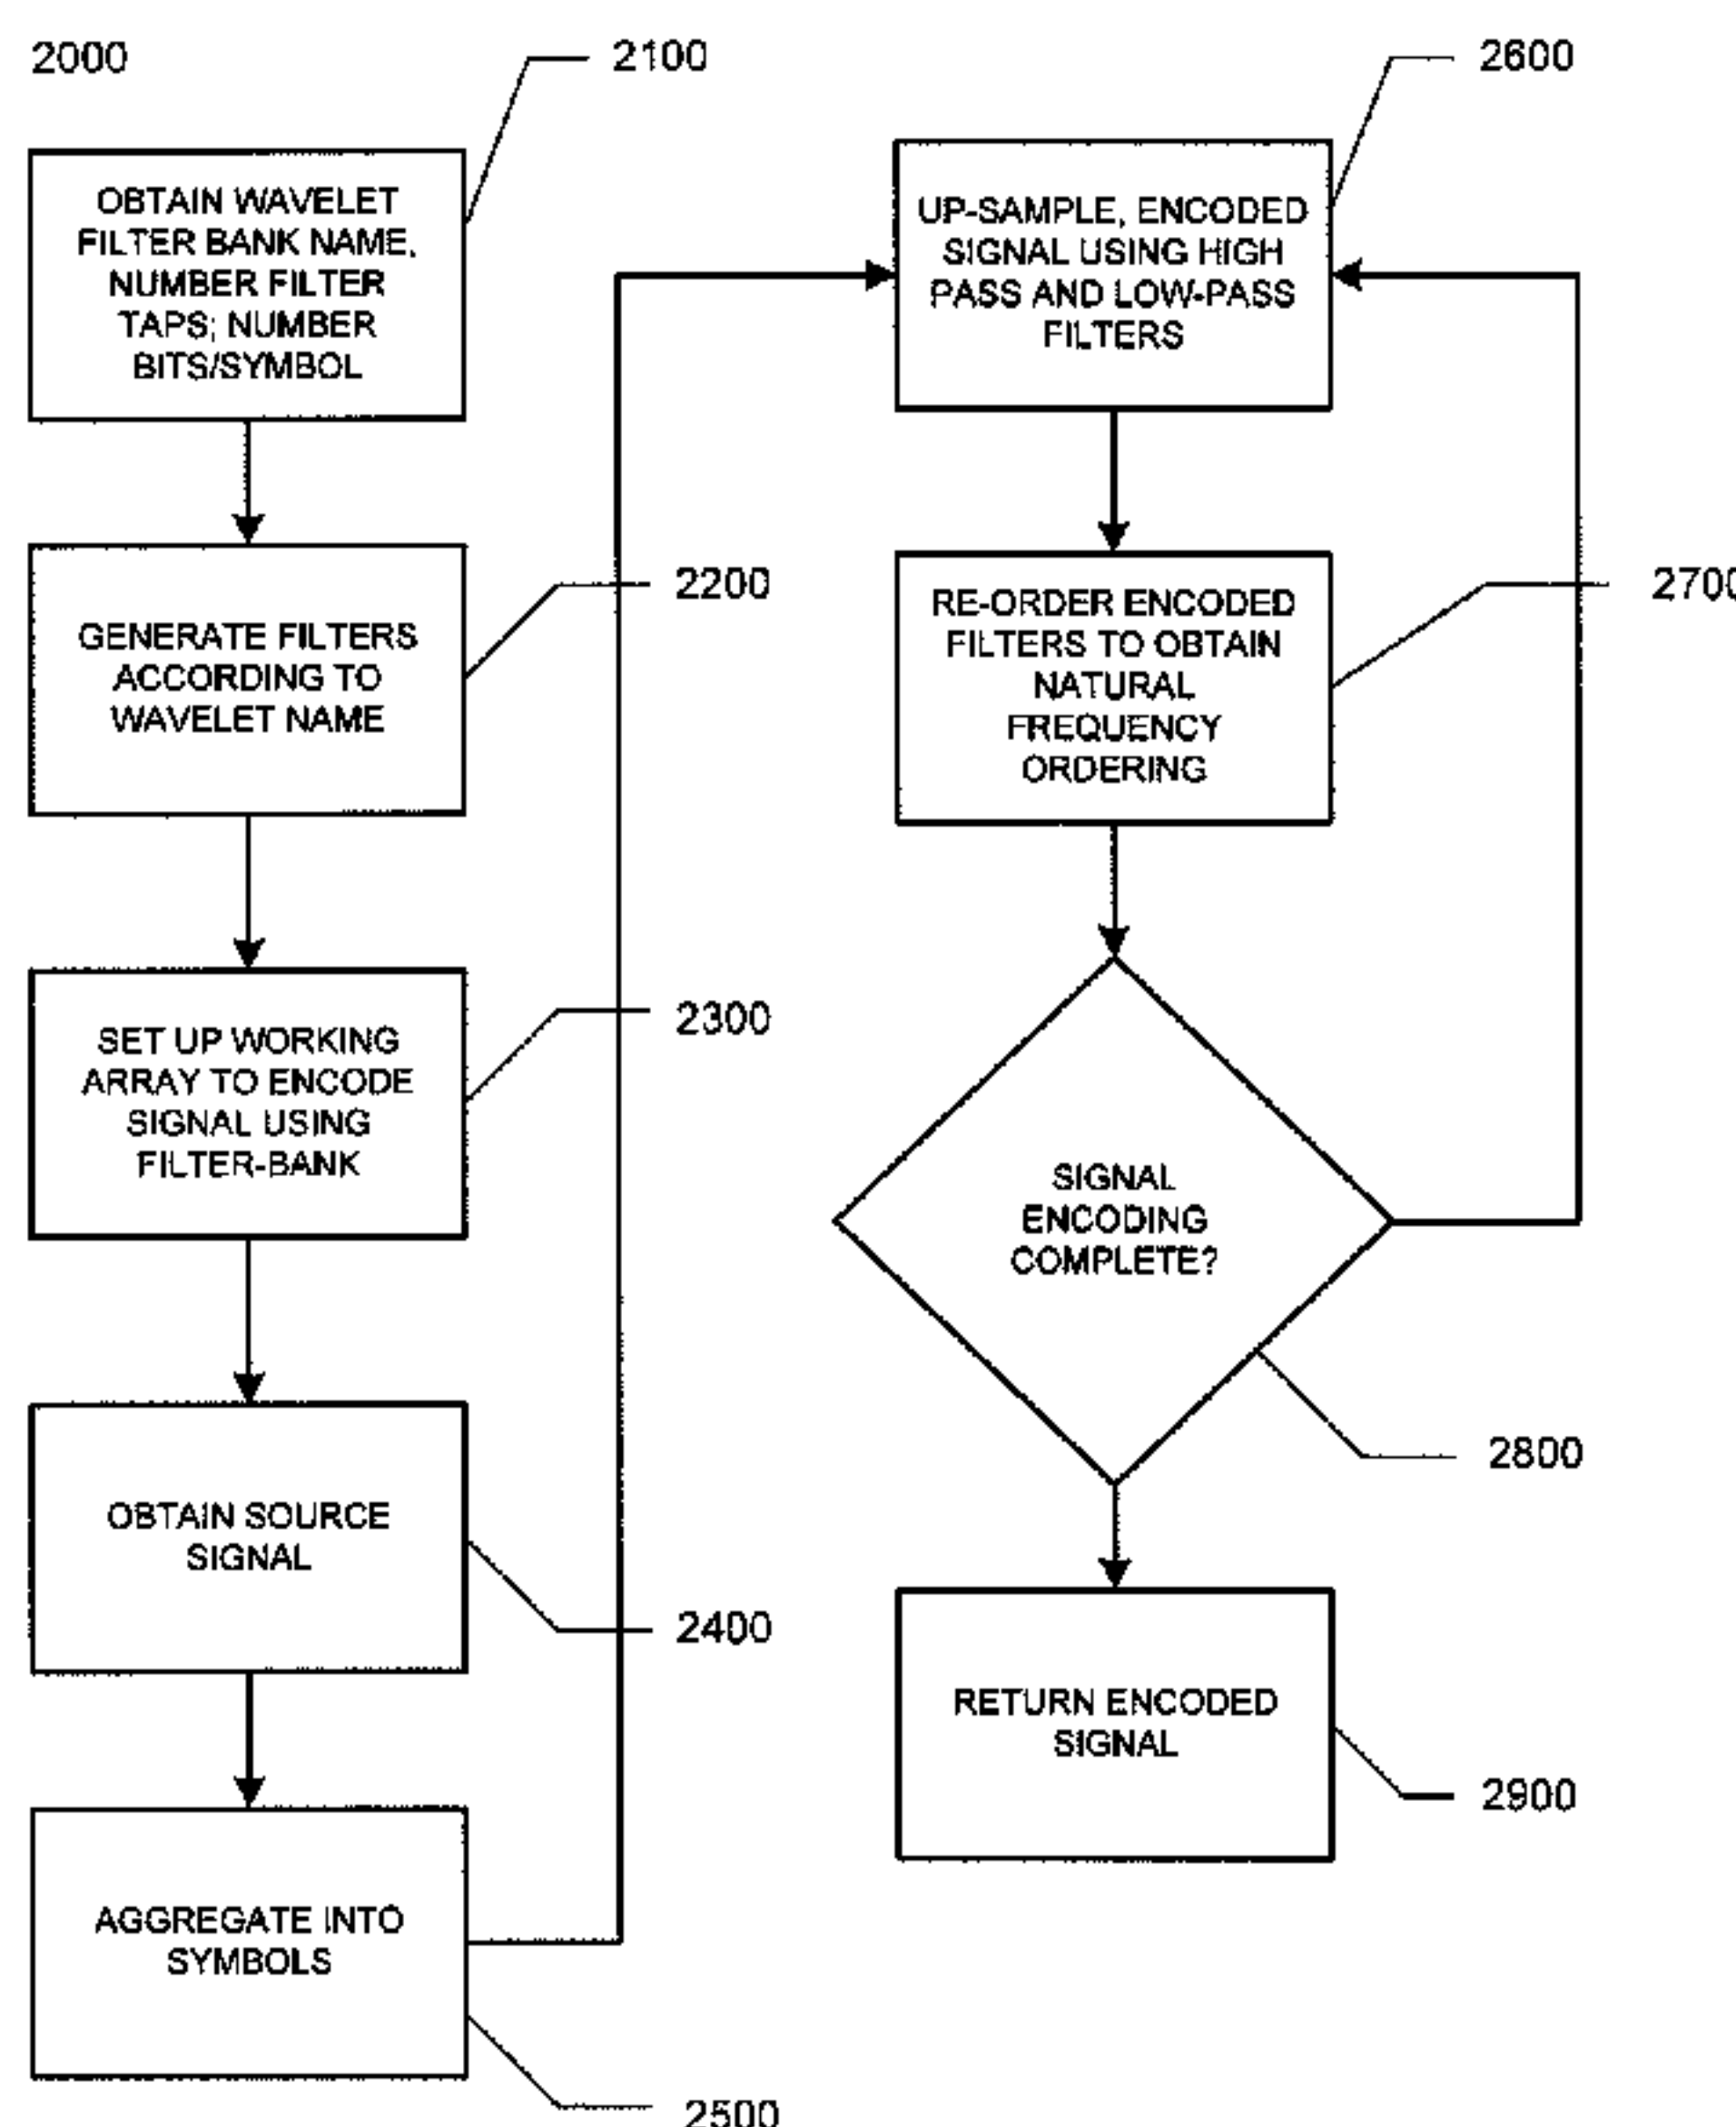 2000
2100
OBTAIN WAVELET
FILTER BANK NAME,
NUMBER FILTER
TAPS; NUMBER
BITS/SYMBOL
2200
GENERATE FILTERS
ACCORDING TO
WAVELET NAME
2300
SET UP WORKING
ARRAY TO ENCODE
SIGNAL USING
FILTER-BANK
OBTAIN SOURCE
SIGNAL
2400
AGGREGATE INTO
SYMBOLS
2500
2600
UP-SAMPLE, ENCODED
SIGNAL USING HIGH
PASS AND LOW-PASS
FILTERS
2700
RE-ORDER ENCODED
FILTERS TO OBTAIN
NATURAL
FREQUENCY
ORDERING
SIGNAL
ENCODING
COMPLETE?
2800
RETURN ENCODED
SIGNAL
2900